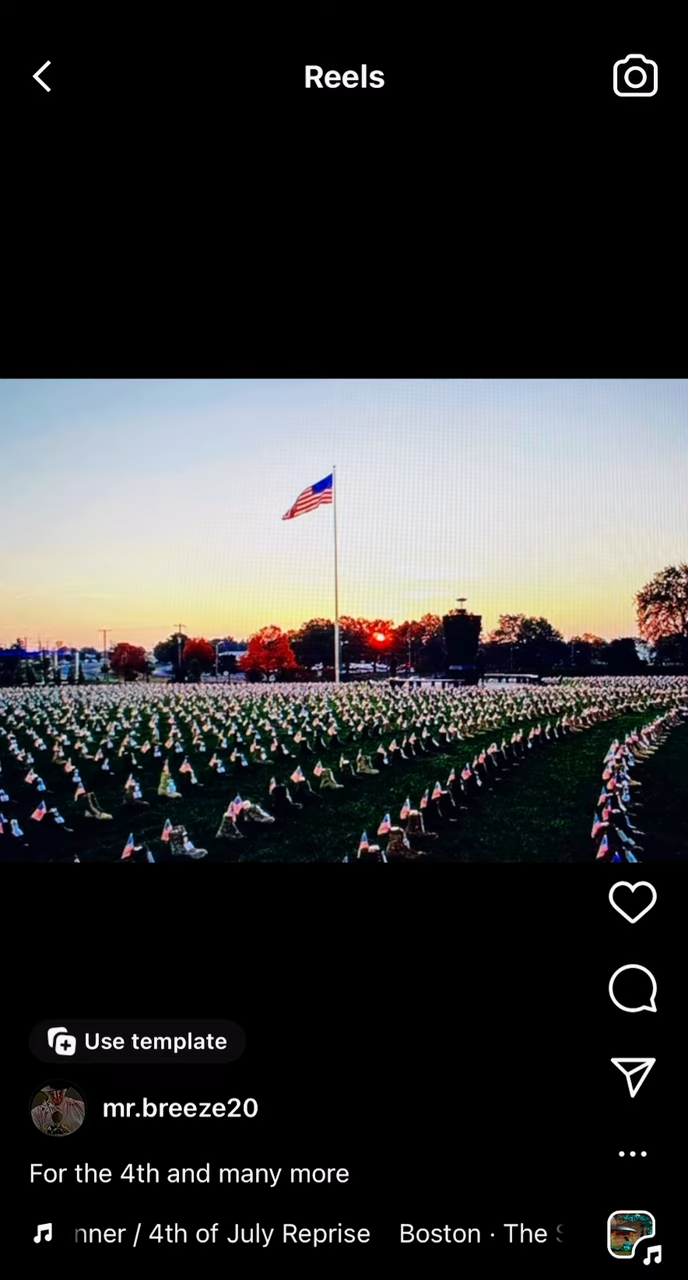 Reels
Use template
mr.breeze20
For the 4th and many more
nner / 4th of July Reprise Boston · The